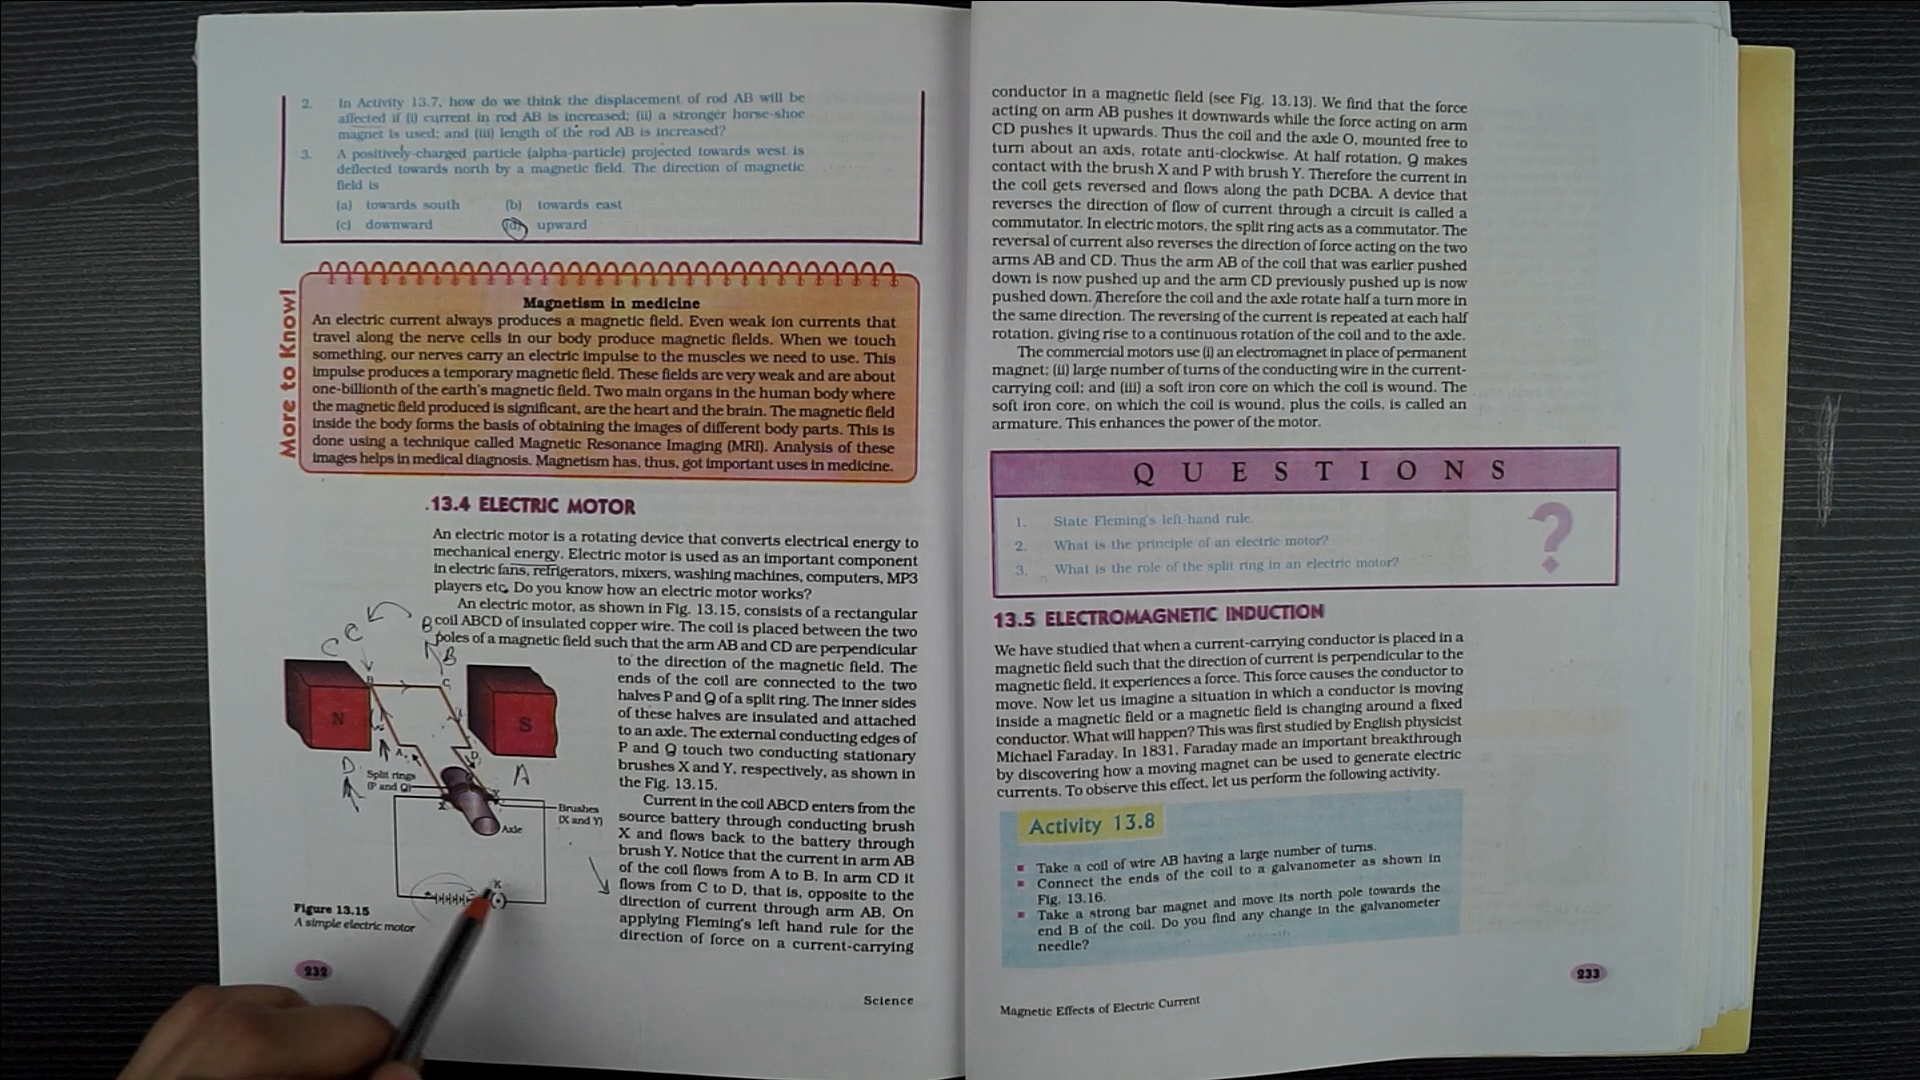 2. In Activity 13.7, how do we think the displacement of rod AB will be
affected if (i) current in rod AB is increased; (ii) a stronger horse-shoe
magnet is used; and (iii) length of the rod AB is increased?
3. A positively-charged particle (alpha-particle) projected towards west is
deflected towards north by a magnetic field. The direction of magnetic
field is
(a) towards south (b) towards east
(c) downward (d) upward
More to Know!
Magnetism in medicine
An electric current always produces a magnetic field. Even weak ion currents that
travel along the nerve cells in our body produce magnetic fields. When we touch
something, our nerves carry an electric impulse to the muscles we need to use. This
impulse produces a temporary magnetic field. These fields are very weak and are about
one-billionth of the earth's magnetic field. Two main organs in the human body where
the magnetic field produced is significant, are the heart and the brain. The magnetic field
inside the body forms the basis of obtaining the images of different body parts. This is
done using a technique called Magnetic Resonance Imaging (MRI). Analysis of these
images helps in medical diagnosis. Magnetism has, thus, got important uses in medicine.
13.4 ELECTRIC MOTOR
An electric motor is a rotating device that converts electrical energy to
mechanical energy. Electric motor is used as an important component
in electric fans, refrigerators, mixers, washing machines, computers, MP3
players etc. Do you know how an electric motor works?
An electric motor, as shown in Fig. 13.15, consists of a rectangular
coil ABCD of insulated copper wire. The coil is placed between the two
poles of a magnetic field such that the arm AB and CD are perpendicular
to the direction of the magnetic field. The
ends of the coil are connected to the two
halves P and Q of a split ring. The inner sides
of these halves are insulated and attached
to an axle. The external conducting edges of
P and Q touch two conducting stationary
brushes X and Y, respectively, as shown in
the Fig. 13.15.
Current in the coil ABCD enters from the
source battery through conducting brush
X and flows back to the battery through
brush Y. Notice that the current in arm AB
of the coil flows from A to B. In arm CD it
flows from C to D, that is, opposite to the
direction of current through arm AB. On
applying Fleming's left hand rule for the
direction of force on a current-carrying
C C B
B
B C
N S
A D
D A
Split rings
(P and Q)
X Y
Brushes
(X and Y)
Axle
K
Figure 13.15
A simple electric motor
232
Science
conductor in a magnetic field (see Fig. 13.13). We find that the force
acting on arm AB pushes it downwards while the force acting on arm
CD pushes it upwards. Thus the coil and the axle O, mounted free to
turn about an axis, rotate anti-clockwise. At half rotation, Q makes
contact with the brush X and P with brush Y. Therefore the current in
the coil gets reversed and flows along the path DCBA. A device that
reverses the direction of flow of current through a circuit is called a
commutator. In electric motors, the split ring acts as a commutator. The
reversal of current also reverses the direction of force acting on the two
arms AB and CD. Thus the arm AB of the coil that was earlier pushed
down is now pushed up and the arm CD previously pushed up is now
pushed down. Therefore the coil and the axle rotate half a turn more in
the same direction. The reversing of the current is repeated at each half
rotation, giving rise to a continuous rotation of the coil and to the axle.
The commercial motors use (i) an electromagnet in place of permanent
magnet; (ii) large number of turns of the conducting wire in the current-
carrying coil; and (iii) a soft iron core on which the coil is wound. The
soft iron core, on which the coil is wound, plus the coils, is called an
armature. This enhances the power of the motor.
QUESTIONS
1. State Fleming's left-hand rule.
2. What is the principle of an electric motor?
3. What is the role of the split ring in an electric motor?
?
13.5 ELECTROMAGNETIC INDUCTION
We have studied that when a current-carrying conductor is placed in a
magnetic field such that the direction of current is perpendicular to the
magnetic field, it experiences a force. This force causes the conductor to
move. Now let us imagine a situation in which a conductor is moving
inside a magnetic field or a magnetic field is changing around a fixed
conductor. What will happen? This was first studied by English physicist
Michael Faraday. In 1831, Faraday made an important breakthrough
by discovering how a moving magnet can be used to generate electric
currents. To observe this effect, let us perform the following activity.
Activity 13.8
Take a coil of wire AB having a large number of turns.
Connect the ends of the coil to a galvanometer as shown in
Fig. 13.16.
Take a strong bar magnet and move its north pole towards the
end B of the coil. Do you find any change in the galvanometer
needle?
233
Magnetic Effects of Electric Current